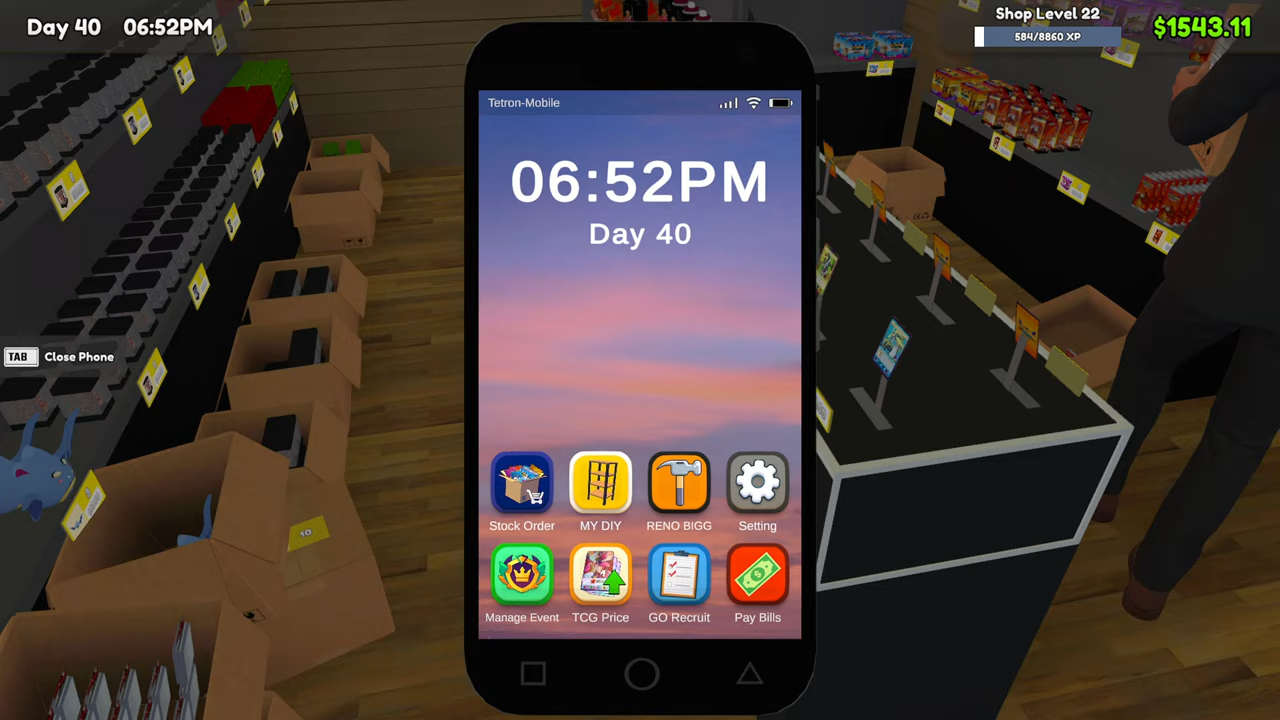 Day 40 06:52PM
Shop Level 22
584/8860 XP
$1543.11
Tetron-Mobile
06:52PM
Day 40
TAB Close Phone
Stock Order MY DIY RENO BIGG Setting
Manage Event TCG Price GO Recruit Pay Bills
10